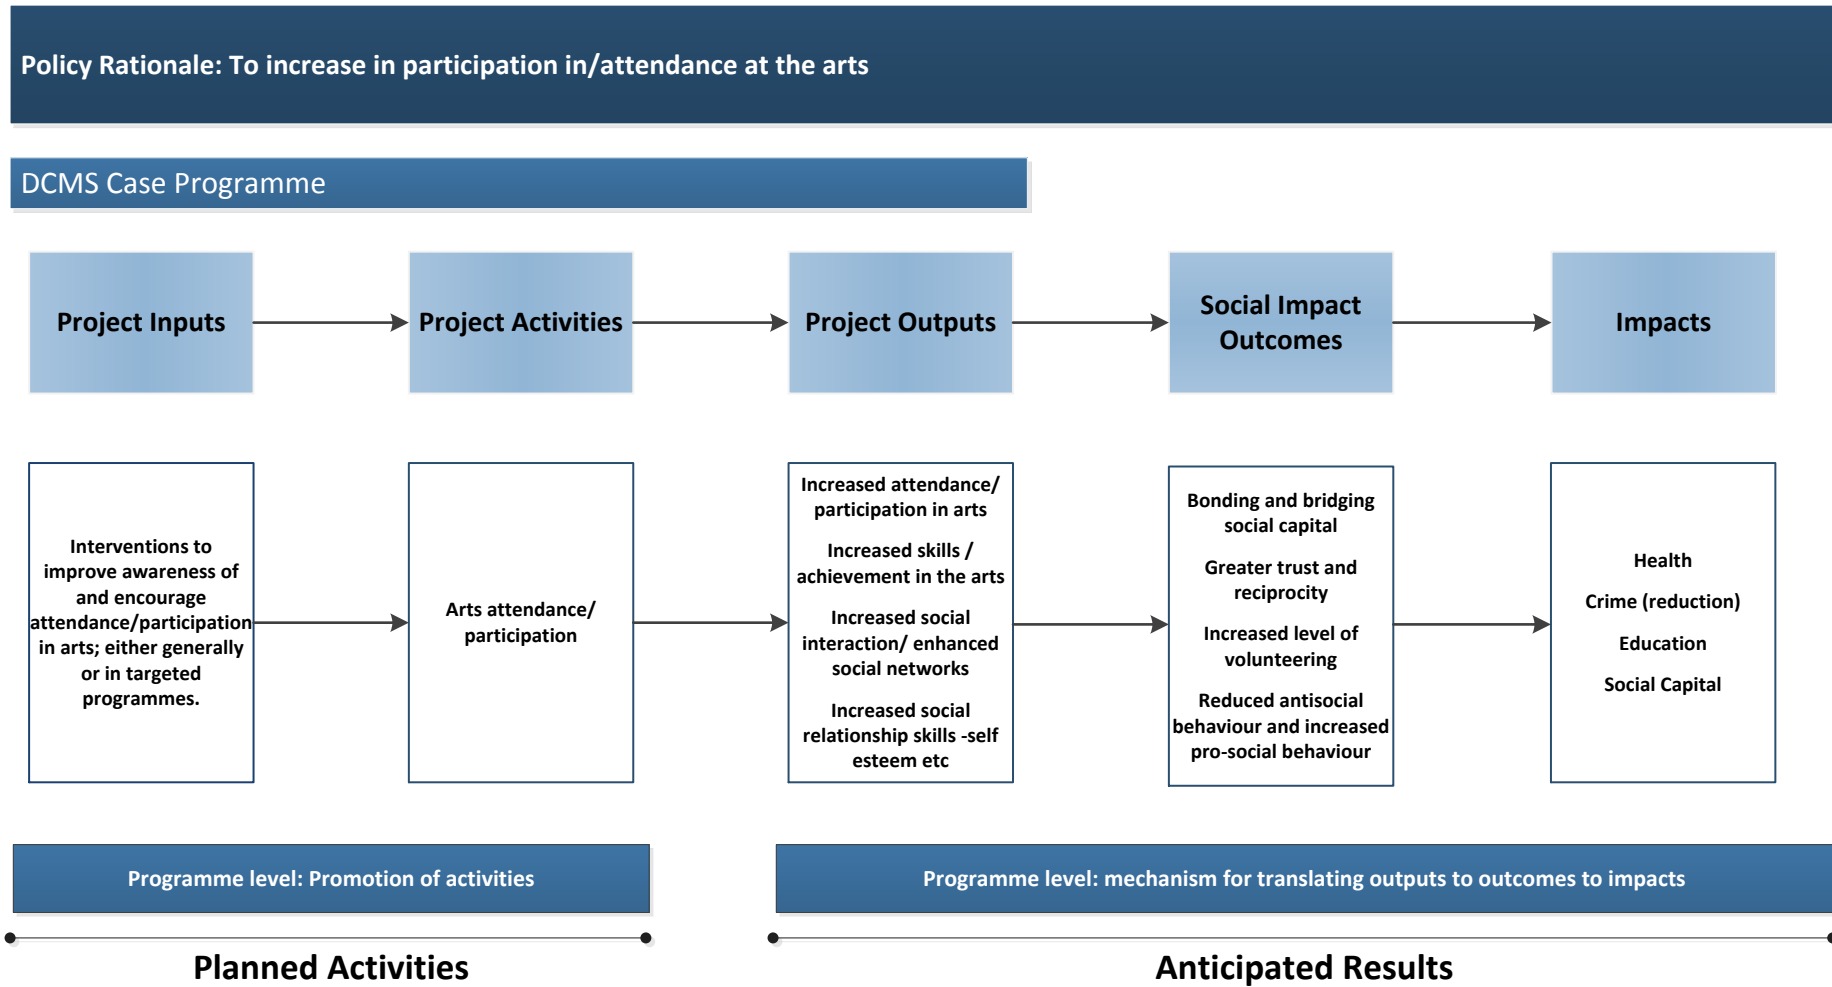 Policy Rationale: To increase in participation in/attendance at the arts
DCMS Case Programme
Project Inputs
Project Activities
Project Outputs
Social Impact
Outcomes
Impacts
Interventions to
improve awareness of
and encourage
attendance/participation
in arts; either generally
or in targeted
programmes.
Arts attendance/
participation
Increased attendance/
participation in arts
Increased skills /
achievement in the arts
Increased social
interaction/ enhanced
social networks
Increased social
relationship skills -self
esteem etc
Bonding and bridging
social capital
Greater trust and
reciprocity
Increased level of
volunteering
Reduced antisocial
behaviour and increased
pro-social behaviour
Health
Crime (reduction)
Education
Social Capital
Programme level: Promotion of activities
Programme level: mechanism for translating outputs to outcomes to impacts
Planned Activities
Anticipated Results